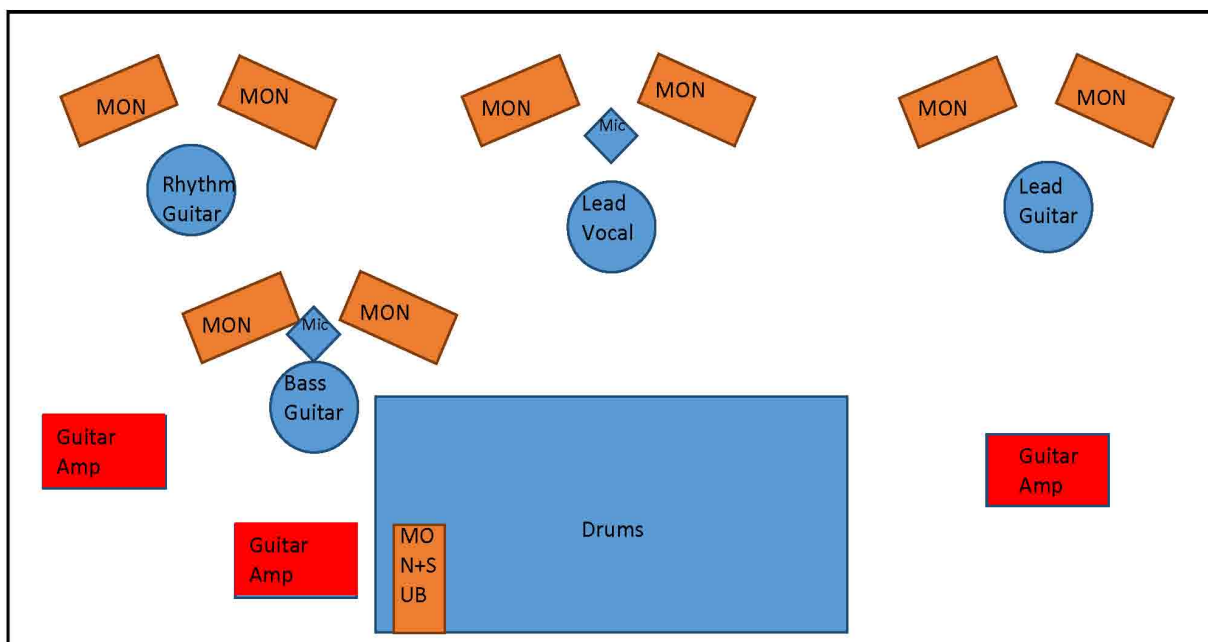 MON
MON
MON
MON
MON
MON
Mic
Rhythm
Guitar
Lead
Vocal
Lead
Guitar
MON
MON
Mic
Bass
Guitar
Guitar
Amp
Guitar
Amp
Guitar
Amp
MO
N+S
UB
Drums